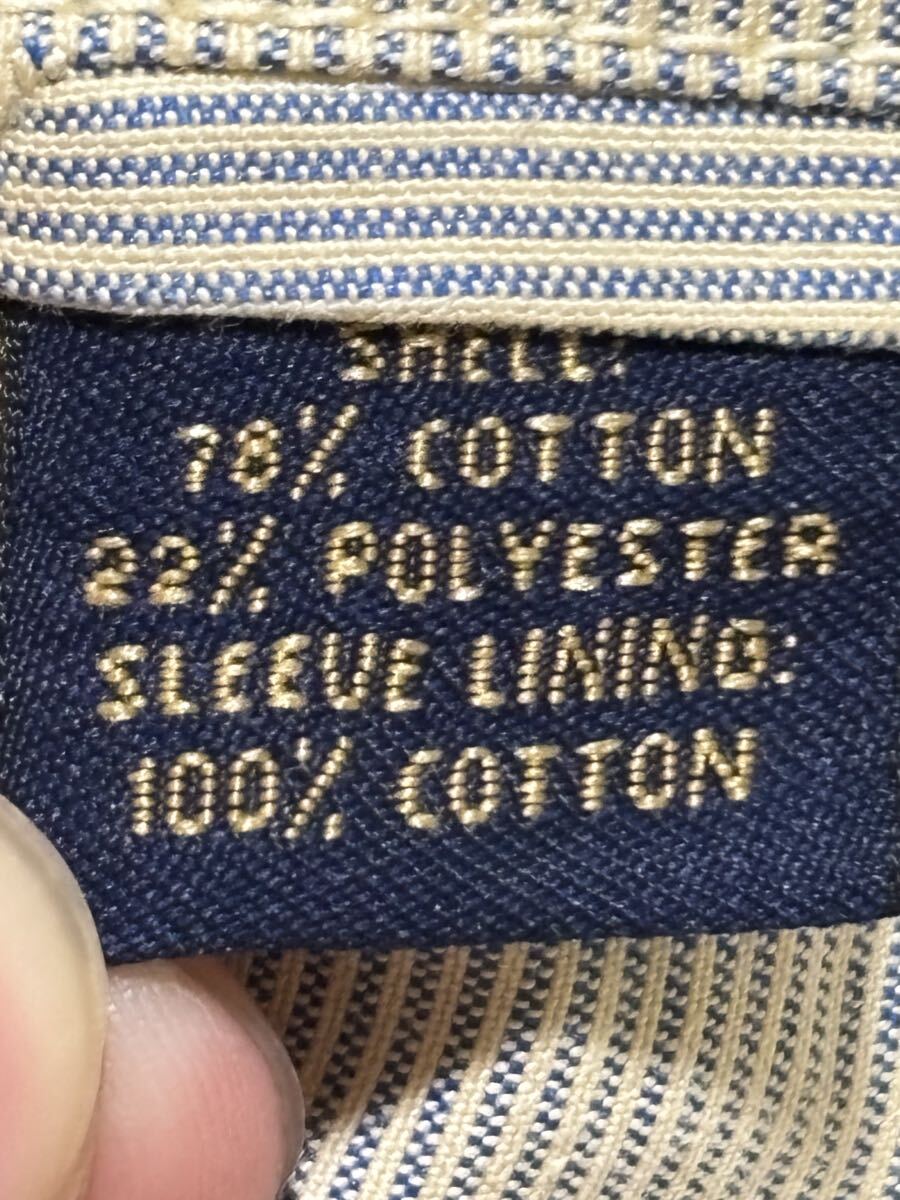 SHELL:
78% COTTON
22% POLYESTER
SLEEVE LINING:
100% COTTON